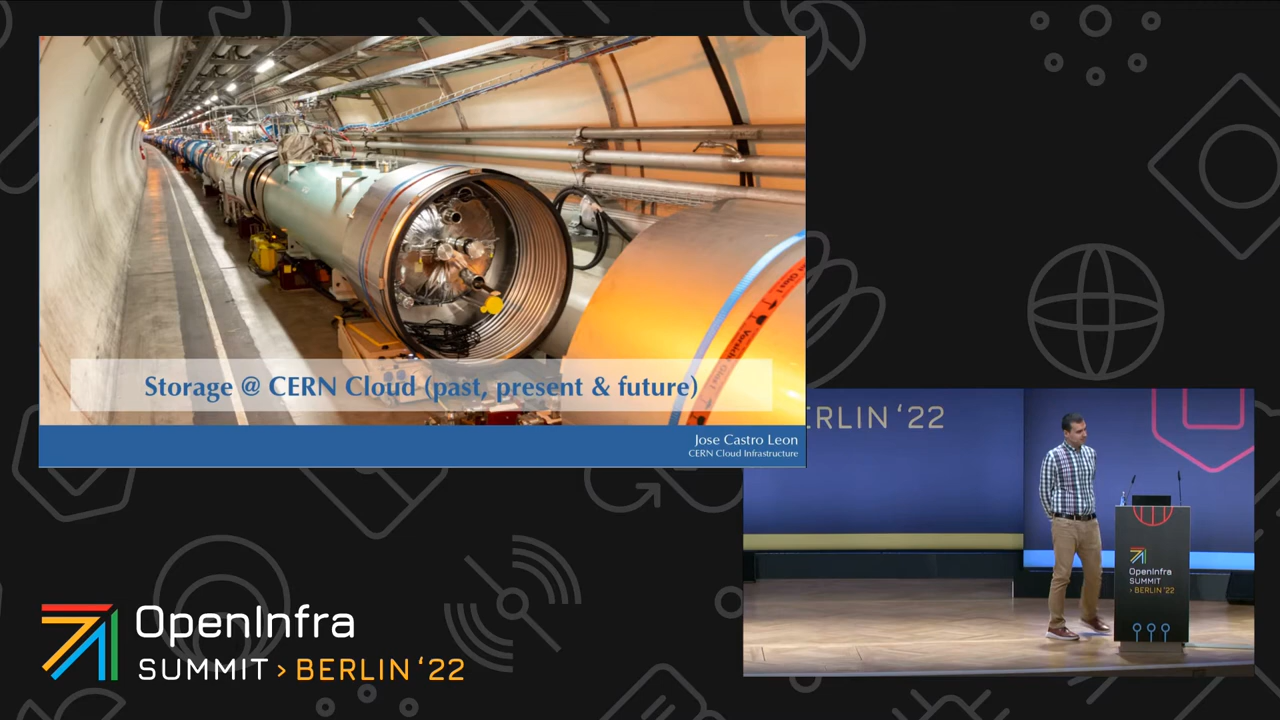 Storage @ CERN Cloud (past, present & future)
Jose Castro Leon
CERN Cloud Infrastructure
ERLIN ‘22
OpenInfra
SUMMIT
› BERLIN ‘22
OpenInfra
SUMMIT › BERLIN ‘22